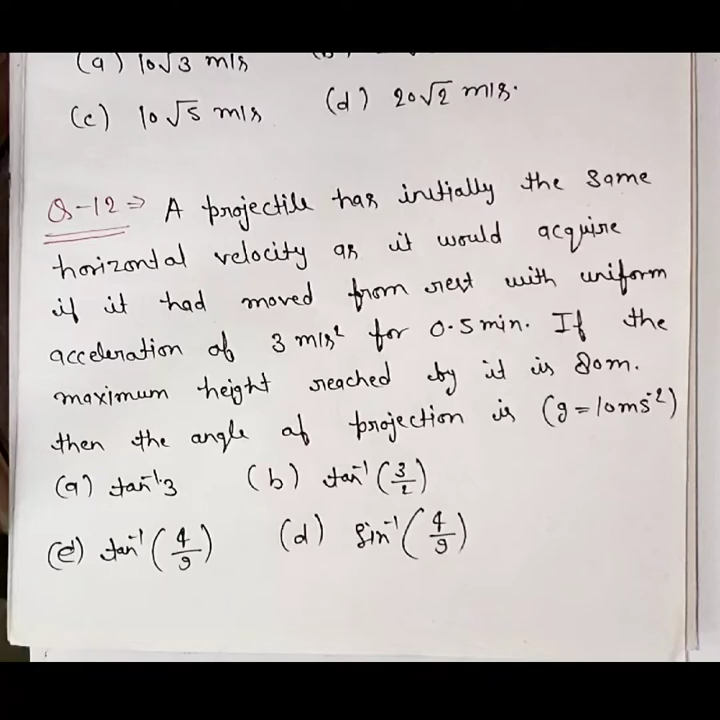 (a) 10√3 m/s
(c) 10√5 m/s (d) 20√2 m/s.
Q-12⇒ A projectile has initially the same
horizontal velocity as it would acquire
if it had moved from rest with uniform
acceleration of 3 m/s² for 0.5 min. If the
maximum height reached by it is 80m.
then the angle of projection is (g=10ms⁻²)
(a) tan⁻¹3 (b) tan⁻¹(3/2)
(c) tan⁻¹(4/9) (d) sin⁻¹(4/9)